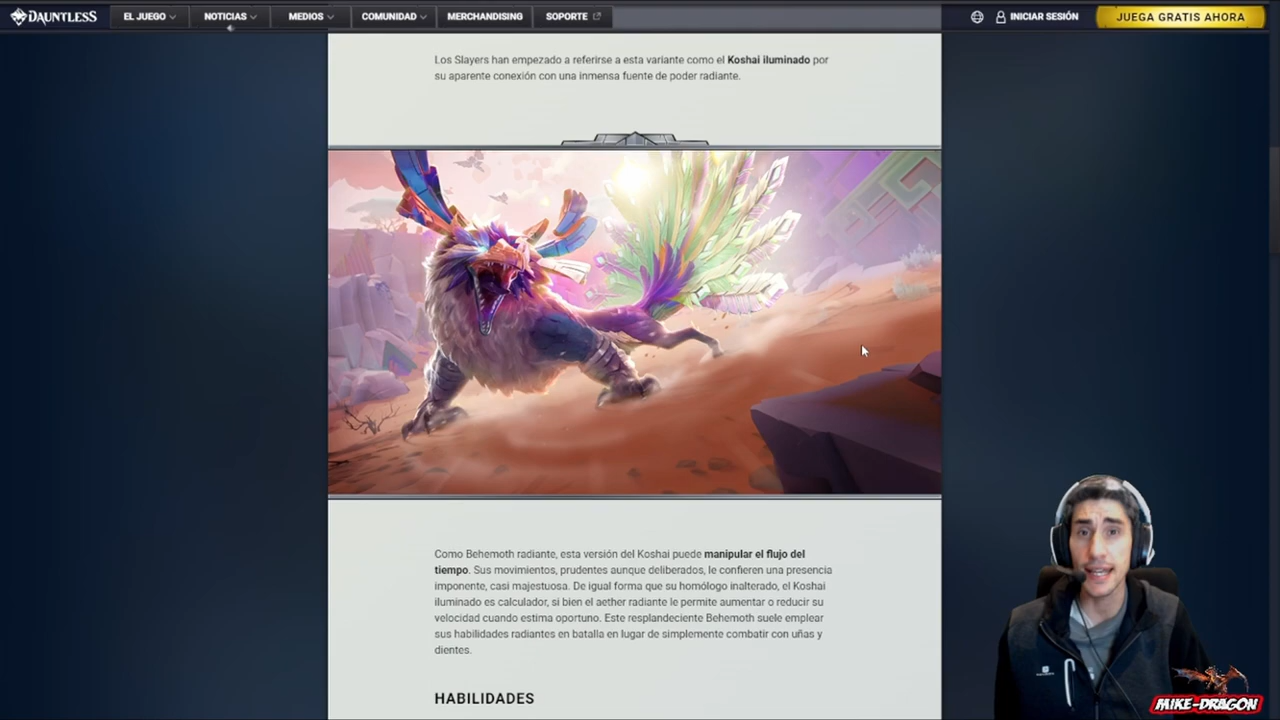 DAUNTLESS
EL JUEGO
NOTICIAS
MEDIOS
COMUNIDAD
MERCHANDISING
SOPORTE
INICIAR SESIÓN
JUEGA GRATIS AHORA
Los Slayers han empezado a referirse a esta variante como el Koshai iluminado por
su aparente conexión con una inmensa fuente de poder radiante.
Como Behemoth radiante, esta versión del Koshai puede manipular el flujo del
tiempo. Sus movimientos, prudentes aunque deliberados, le confieren una presencia
imponente, casi majestuosa. De igual forma que su homólogo inalterado, el Koshai
iluminado es calculador, si bien el aether radiante le permite aumentar o reducir su
velocidad cuando estima oportuno. Este resplandeciente Behemoth suele emplear
sus habilidades radiantes en batalla en lugar de simplemente combatir con uñas y
dientes.
HABILIDADES
MIKE-DRAGON